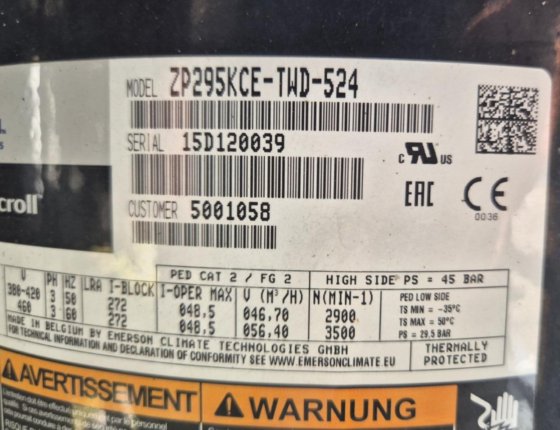 MODEL ZP295KCE-TWD-524
SERIAL 15D120039
CUSTOMER 5001058
croll
c RU US
EAC CE
0036
PED CAT 2 / FG 2 HIGH SIDE PS = 45 BAR
V PH HZ LRA I-BLOCK I-OPER MAX V (M³/H) N(MIN-1) PED LOW SIDE
380-420 3 50 272 048.5 046.70 2900 TS MIN = -35°C
460 3 60 272 048.5 056.40 3500 TS MAX = 50°C
PS = 29.5 BAR
MADE IN BELGIUM BY EMERSON CLIMATE TECHNOLOGIES GMBH
FOR TECHNICAL INFORMATION AND DECLARATION OF CONFORMITY SEE WWW.EMERSONCLIMATE.EU
THERMALLY PROTECTED
AVERTISSEMENT WARNUNG